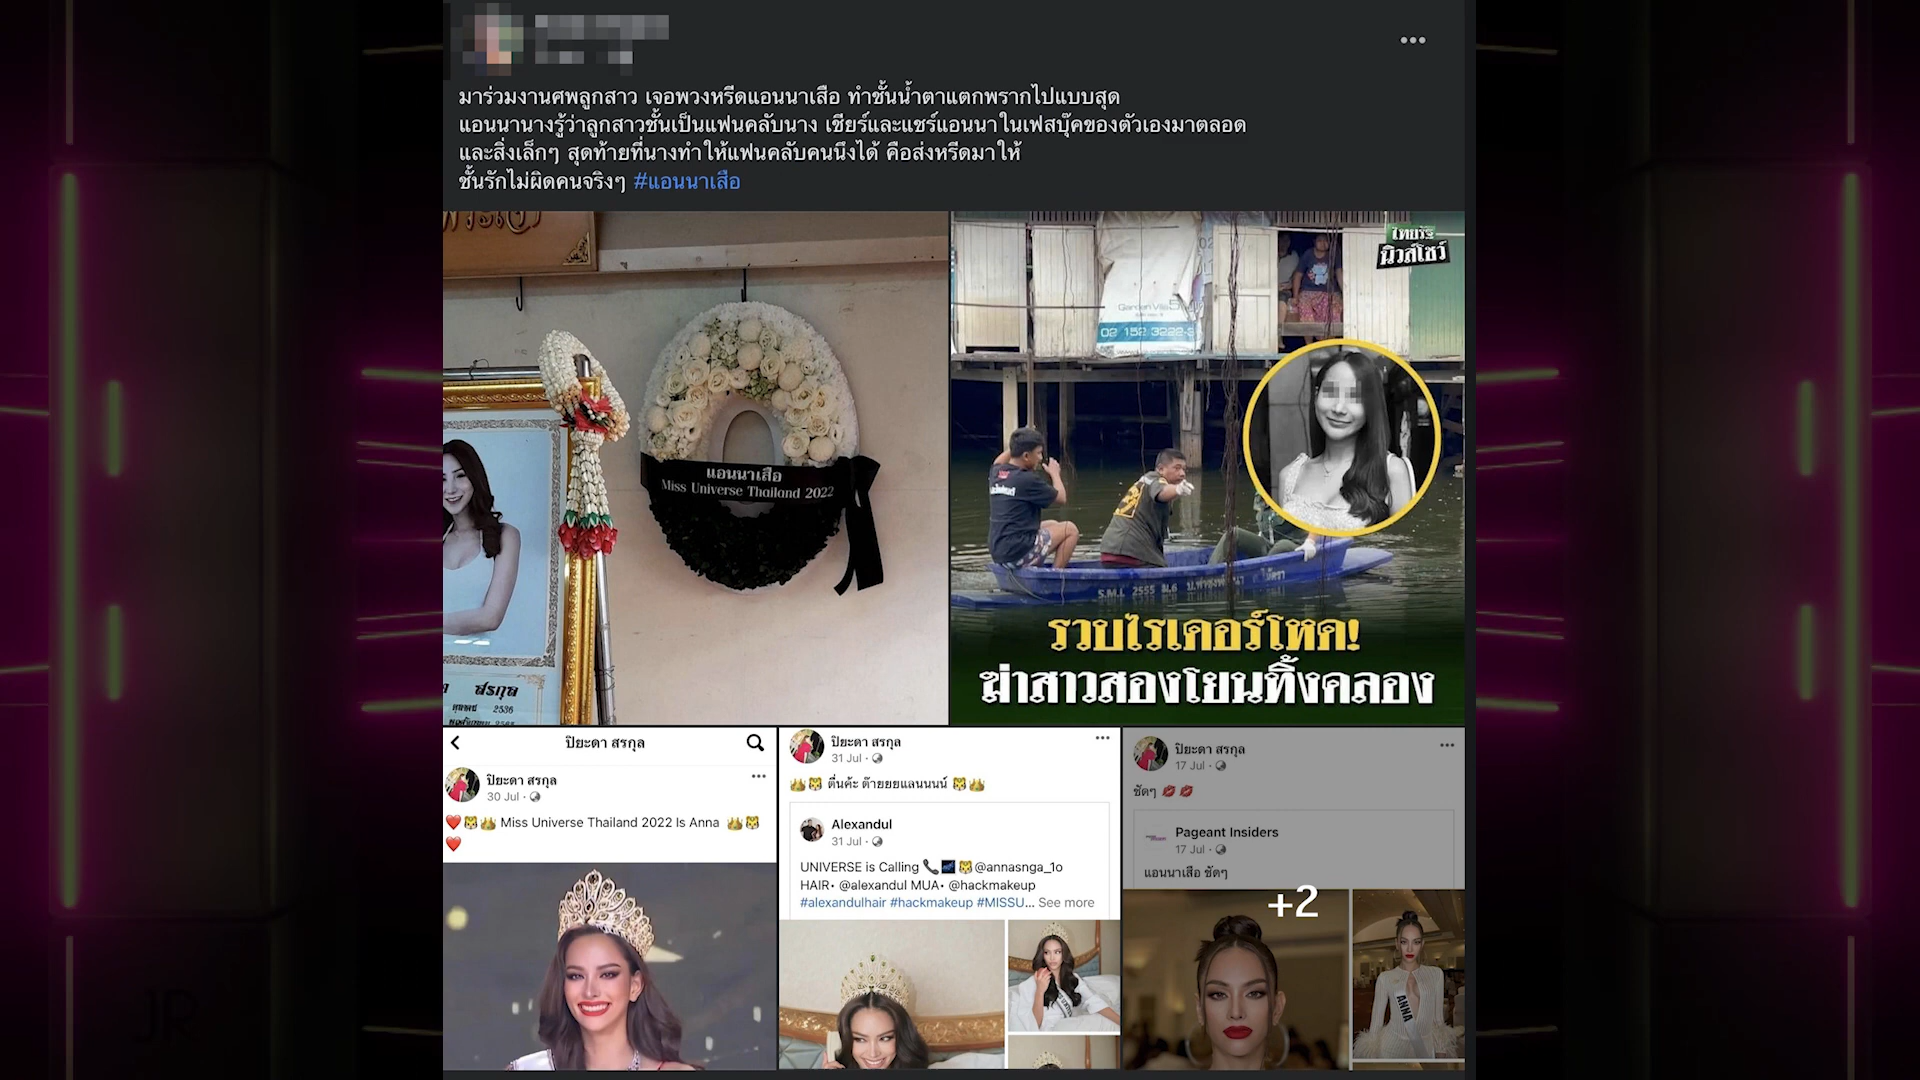 มาร่วมงานศพลูกสาว เจอพวงหรีดแอนนาเสือ ทำชั้นน้ำตาแตกพรากไปแบบสุด
แอนนานางรู้ว่าลูกสาวชั้นเป็นแฟนคลับนาง เชียร์และแชร์แอนนาในเฟสบุ๊คของตัวเองมาตลอด
และสิ่งเล็กๆ สุดท้ายที่นางทำให้แฟนคลับคนนึงได้ คือส่งหรีดมาให้
ชั้นรักไม่ผิดคนจริงๆ #แอนนาเสือ
แอนนาเสือ
Miss Universe Thailand 2022
สรกุล
2536
ไทยรัฐ
นิวส์โชว์
02 152 3222-3
S.M.L 2555 ม.6
รวบไรเดอร์โหด!
ฆ่าสาวสองโยนทิ้งคลอง
ปิยะดา สรกุล
ปิยะดา สรกุล
30 Jul
❤️🐯👑 Miss Universe Thailand 2022 Is Anna 👑🐯
❤️
ปิยะดา สรกุล
31 Jul
👑🐯 ตื่นค้ะ ต๊ายยยแลนนนน์ 🐯👑
Alexandul
31 Jul
UNIVERSE is Calling 📞🌌🐯@annasnga_1o
HAIR• @alexandul MUA• @hackmakeup
#alexandulhair #hackmakeup #MISSU... See more
ปิยะดา สรกุล
17 Jul
ชัดๆ 💋 💋
Pageant Insiders
17 Jul
แอนนาเสือ ชัดๆ
+2
ANNA
JR